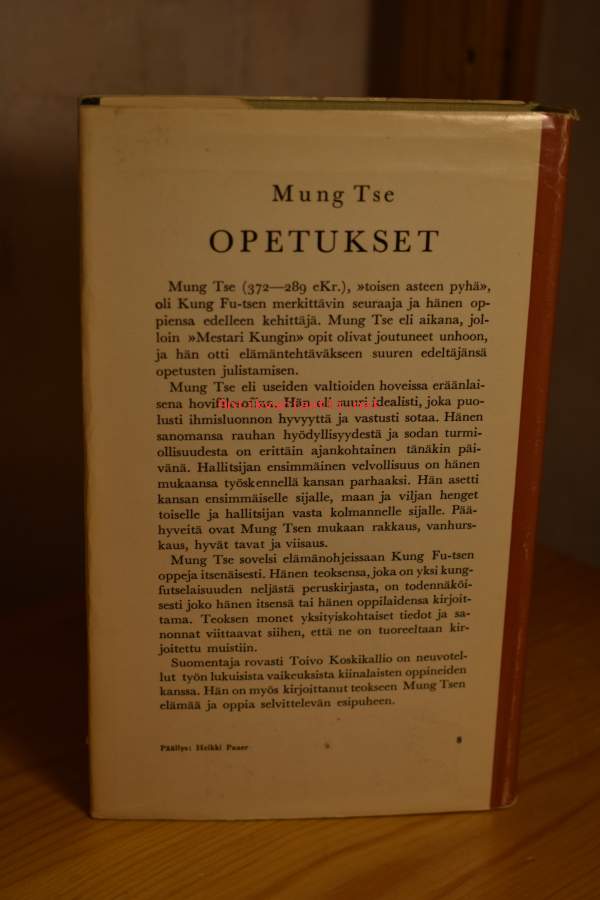 Mung Tse
OPETUKSET
Mung Tse (372—289 eKr.), »toisen asteen pyhä»,
oli Kung Fu-tsen merkittävin seuraaja ja hänen op-
piensa edelleen kehittäjä. Mung Tse eli aikana, jol-
loin »Mestari Kungin» opit olivat joutuneet unhoon,
ja hän otti elämäntehtäväkseen suuren edeltäjänsä
opetusten julistamisen.
Mung Tse eli useiden valtioiden hoveissa eräänlai-
sena Hän oli suuri idealisti, joka puo-
lusti ihmisluonnon hyvyyttä ja vastusti sotaa. Hänen
sanomansa rauhan hyödyllisyydestä ja sodan turmi-
ollisuudesta on erittäin ajankohtainen tänäkin päi-
vänä. Hallitsijan ensimmäinen velvollisuus on hänen
mukaansa työskennellä kansan parhaaksi. Hän asetti
kansan ensimmäiselle sijalle, maan ja viljan henget
toiselle ja hallitsijan vasta kolmannelle sijalle. Pää-
hyveitä ovat Mung Tsen mukaan rakkaus, vanhurs-
kaus, hyvät tavat ja viisaus.
Mung Tse sovelsi elämänohjeissaan Kung Fu-tsen
oppeja itsenäisesti. Hänen teoksensa, joka on yksi kung-
futselaisuuden neljästä peruskirjasta, on todennäköi-
sesti joko hänen itsensä tai hänen oppilaidensa kirjoit-
tama. Teoksen monet yksityiskohtaiset tiedot ja sa-
nonnat viittaavat siihen, että ne on tuoreeltaan kir-
joitettu muistiin.
Suomentaja rovasti Toivo Koskikallio on neuvotel-
lut työn lukuisista vaikeuksista kiinalaisten oppineiden
kanssa. Hän on myös kirjoittanut teokseen Mung Tsen
elämää ja oppia selvittelevän esipuheen.
Päällys: Heikki Paaer
8